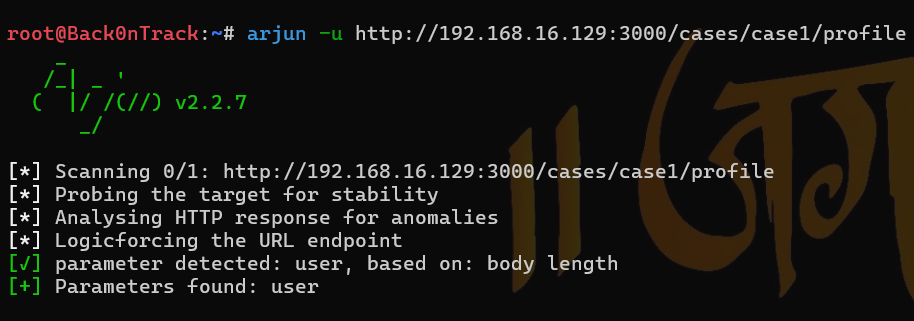 root@Back0nTrack:~# arjun -u http://192.168.16.129:3000/cases/case1/profile
    _
   /_| _ '
  (  |/ /(//) v2.2.7
      _/
[*] Scanning 0/1: http://192.168.16.129:3000/cases/case1/profile
[*] Probing the target for stability
[*] Analysing HTTP response for anomalies
[*] Logicforcing the URL endpoint
[✓] parameter detected: user, based on: body length
[+] Parameters found: user